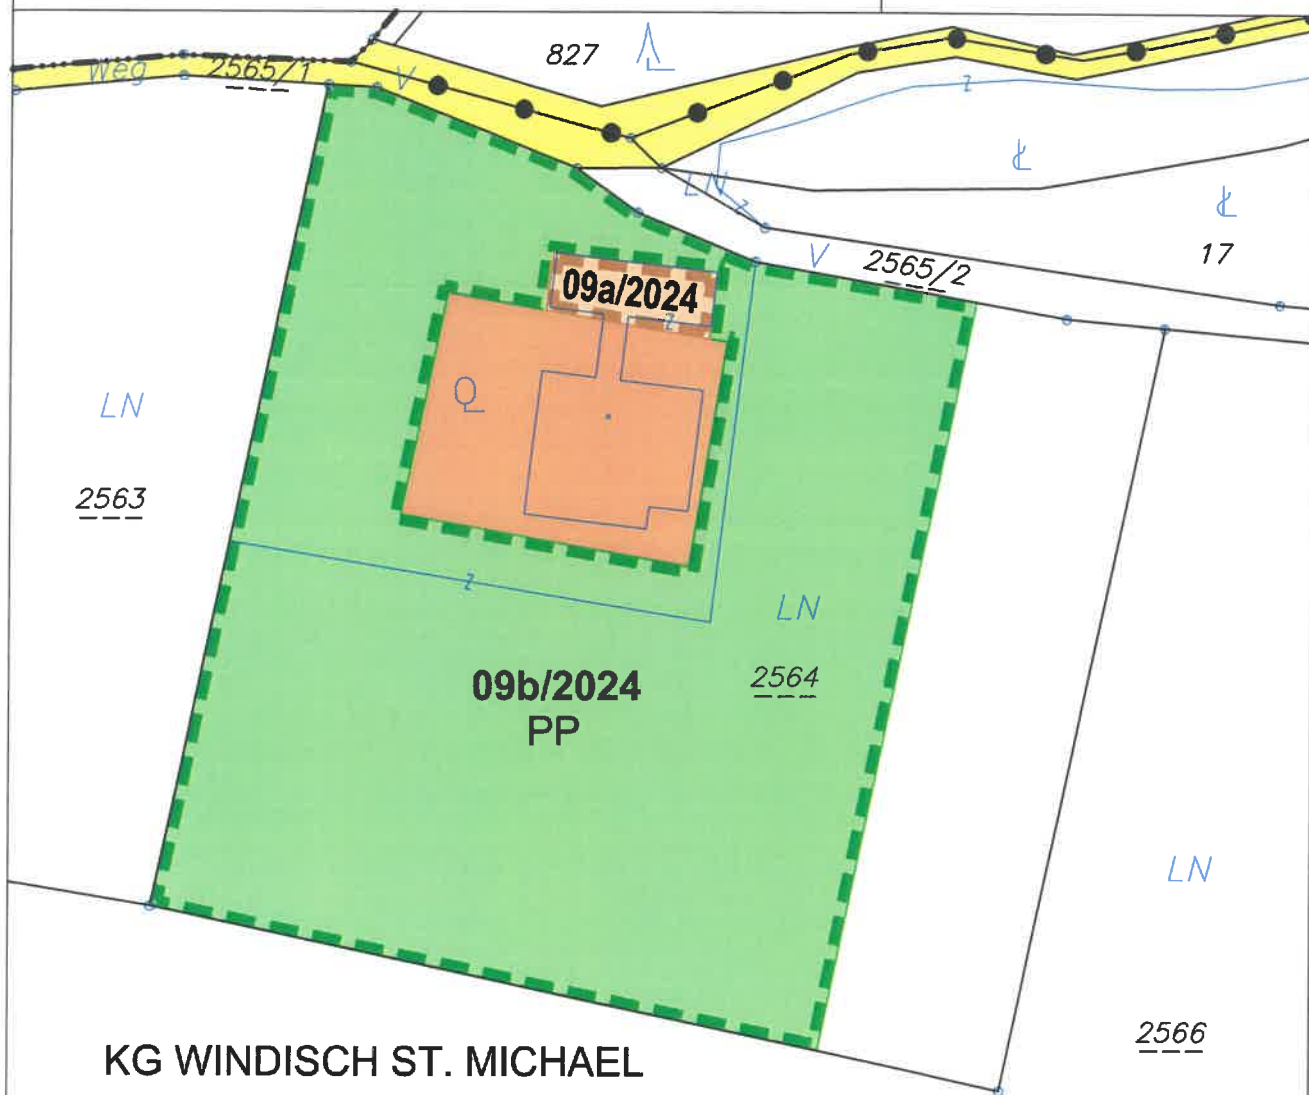 827
Weg
2565/1
V
LN
17
V
2565/2
09a/2024
LN
2563
LN
2564
09b/2024
PP
LN
2566
KG WINDISCH ST. MICHAEL